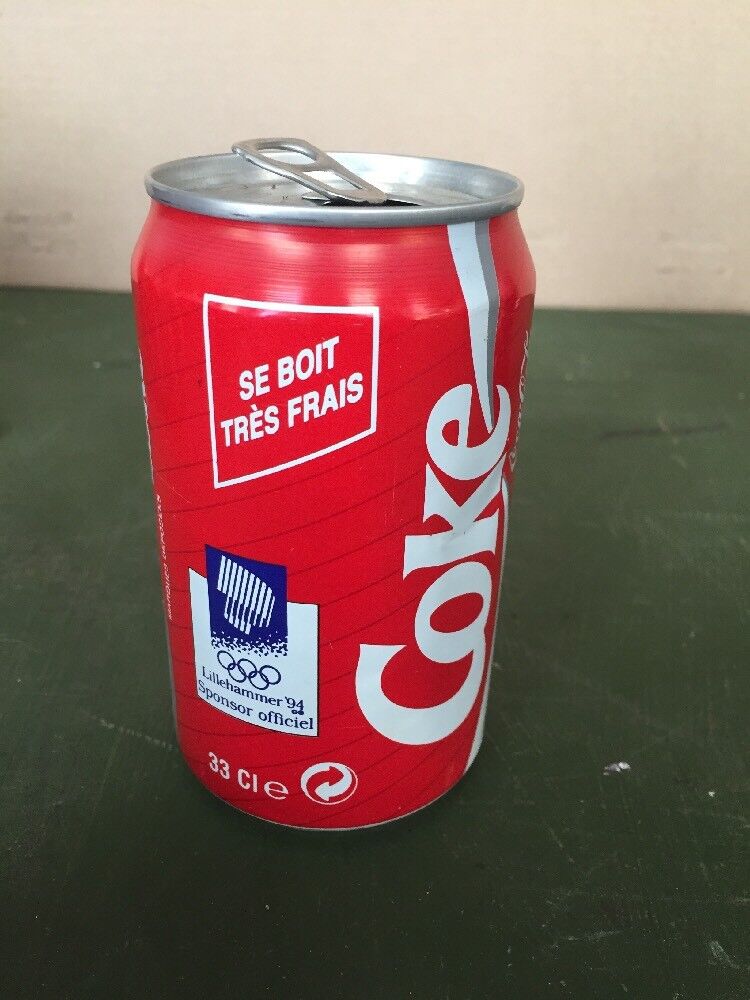 SE BOIT
TRÈS FRAIS
Coke
Lillehammer '94
Sponsor officiel
33 Cl e